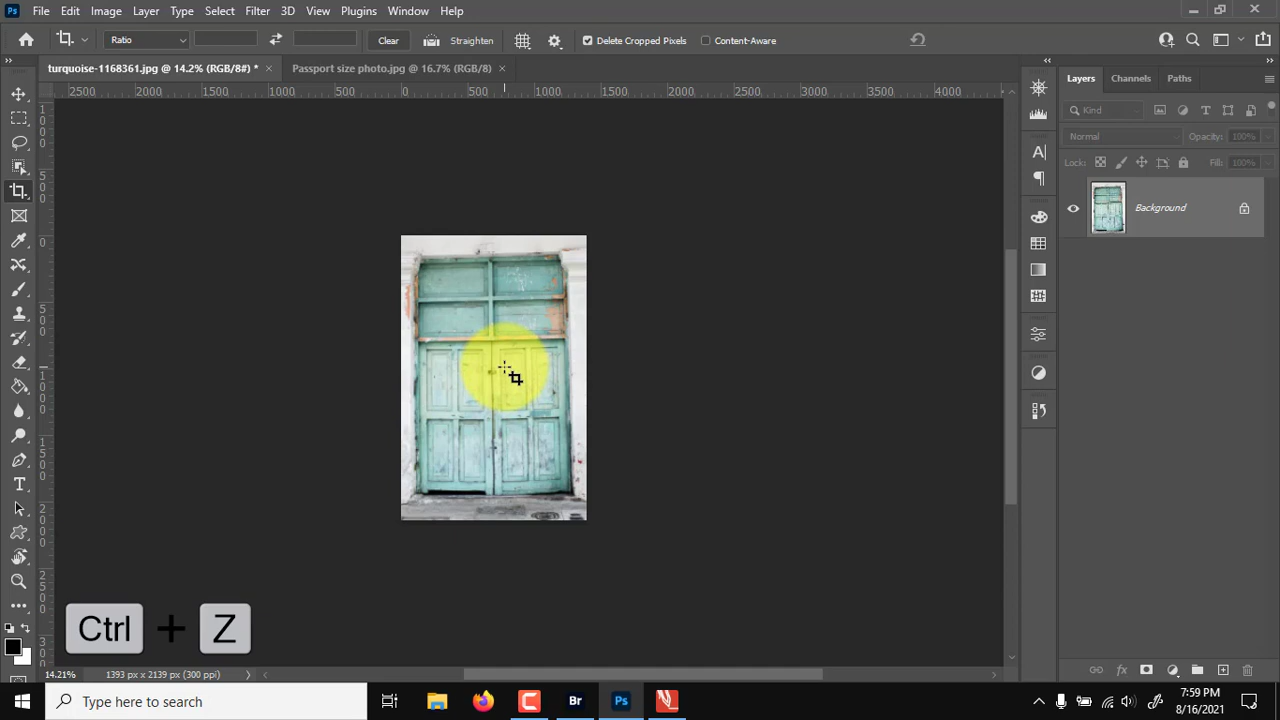 Ps File Edit Image Layer Type Select Filter 3D View Plugins Window Help
Ratio Clear Straighten Delete Cropped Pixels Content-Aware
turquoise-1168361.jpg @ 14.2% (RGB/8#) * × Passport size photo.jpg @ 16.7% (RGB/8) ×
Layers Channels Paths
2500 2000 1500 1000 500 0 500 1000 1500 2000 2500 3000 3500 4000
Kind
Normal Opacity: 100%
Lock: Fill: 100%
Background
Ctrl + Z
14.21% 1393 px x 2139 px (300 ppi)
Type here to search
Br Ps
7:59 PM
8/16/2021